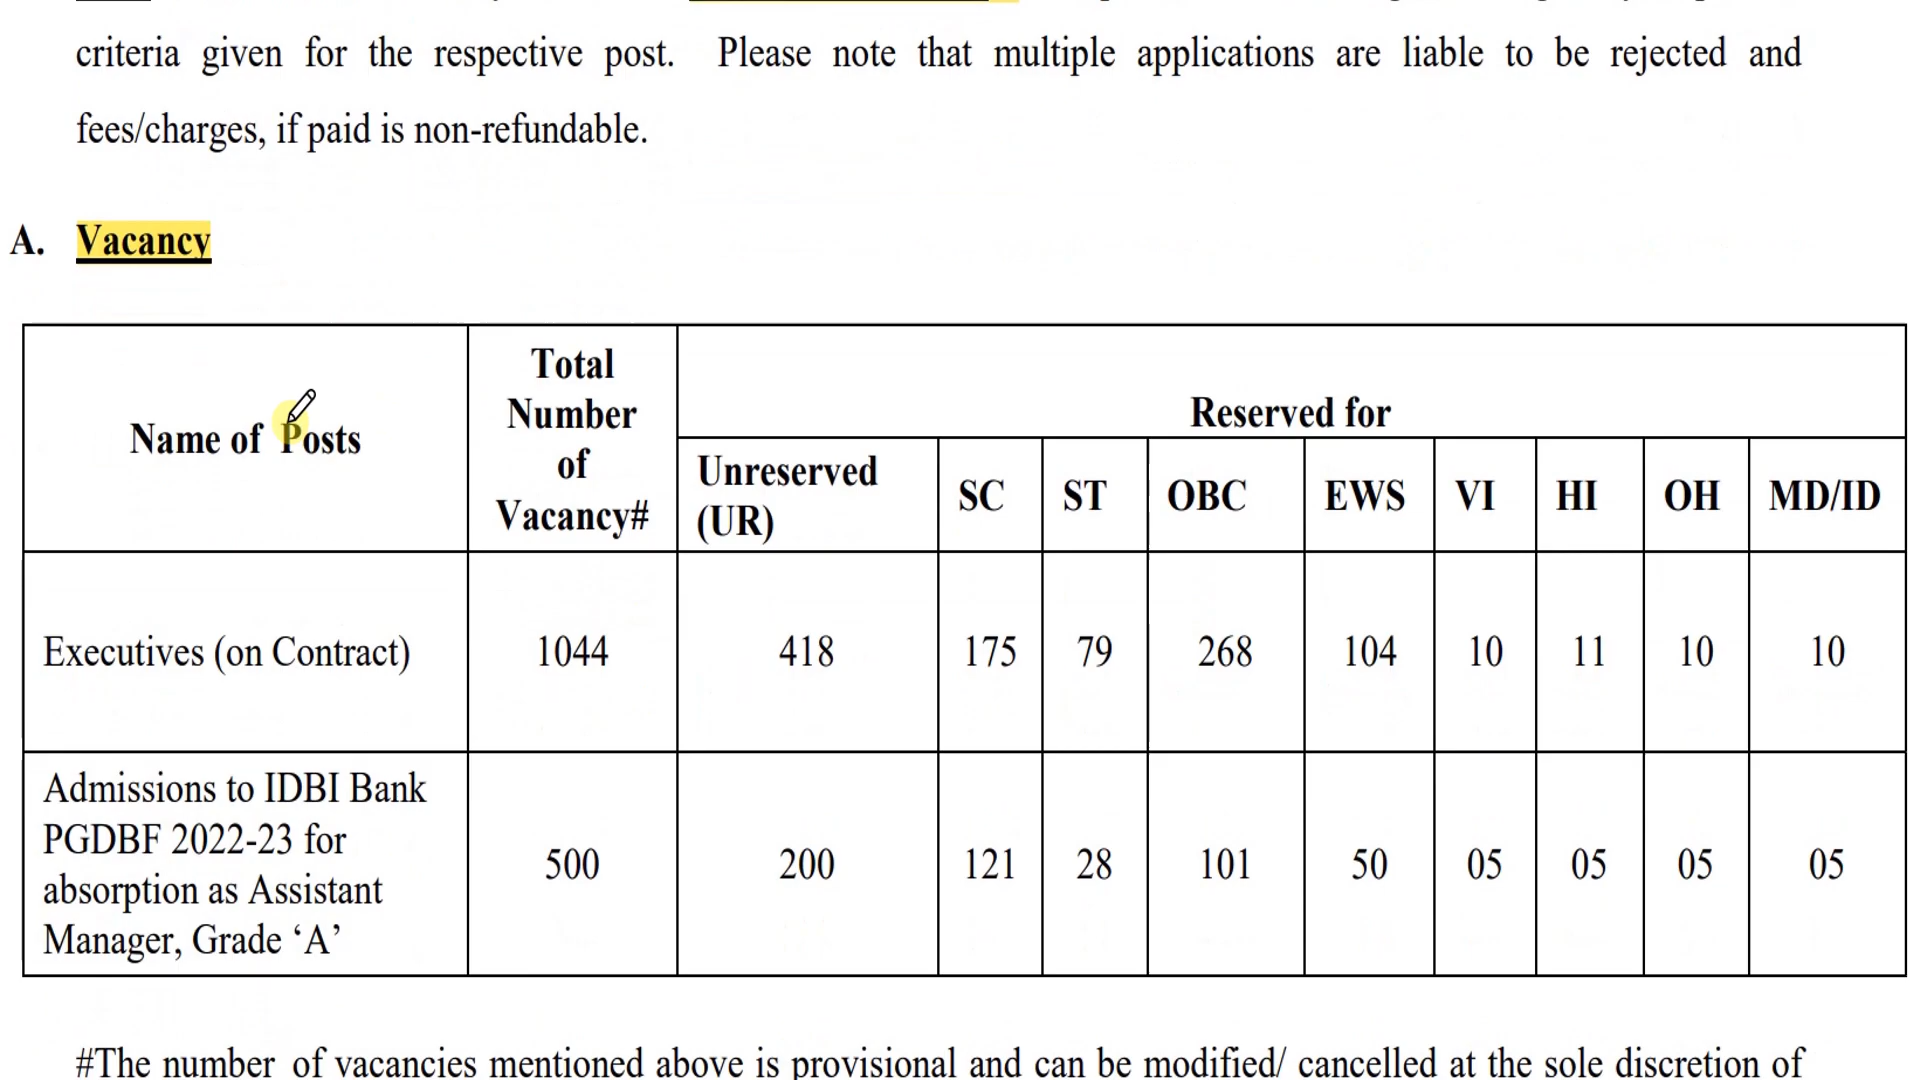 criteria given for the respective post. Please note that multiple applications are liable to be rejected and
fees/charges, if paid is non-refundable.
A. Vacancy
Name of Posts
Total
Number
of
Vacancy#
Reserved for
Unreserved
(UR)
SC
ST
OBC
EWS
VI
HI
OH
MD/ID
Executives (on Contract)
1044
418
175
79
268
104
10
11
10
10
Admissions to IDBI Bank
PGDBF 2022-23 for
absorption as Assistant
Manager, Grade ‘A’
500
200
121
28
101
50
05
05
05
05
#The number of vacancies mentioned above is provisional and can be modified/ cancelled at the sole discretion of